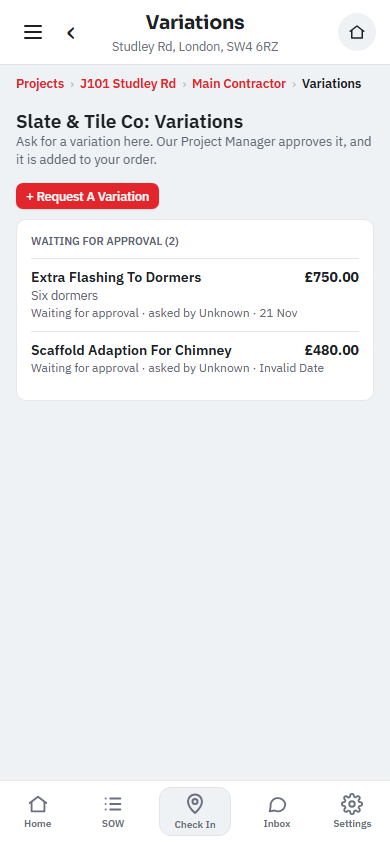 Variations
Studley Rd, London, SW4 6RZ
Projects › J101 Studley Rd › Main Contractor › Variations
Slate & Tile Co: Variations
Ask for a variation here. Our Project Manager approves it, and
it is added to your order.
+ Request A Variation
WAITING FOR APPROVAL (2)
Extra Flashing To Dormers £750.00
Six dormers
Waiting for approval · asked by Unknown · 21 Nov
Scaffold Adaption For Chimney £480.00
Waiting for approval · asked by Unknown · Invalid Date
Home SOW Check In Inbox Settings